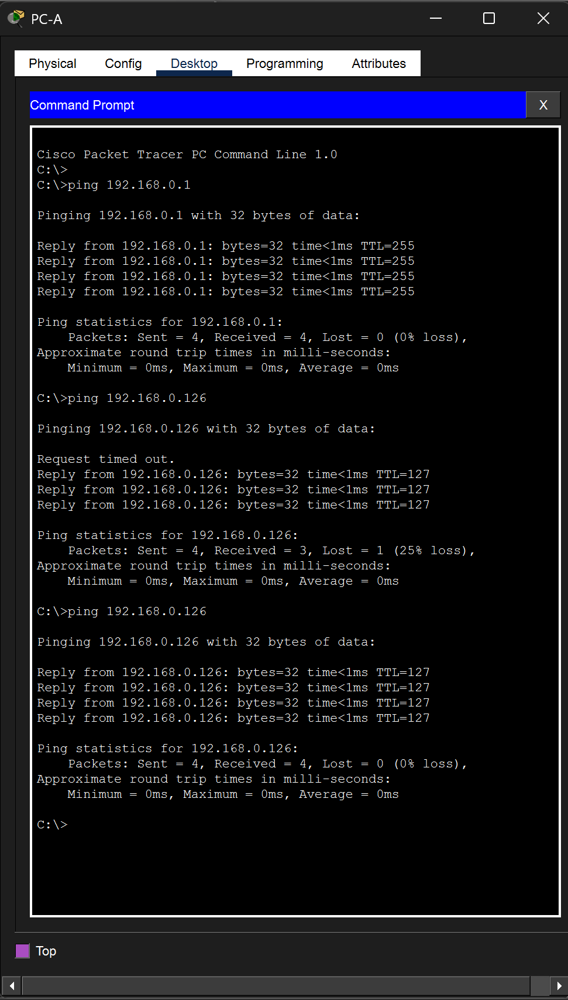 PC-A
Physical Config Desktop Programming Attributes
Command Prompt X
Cisco Packet Tracer PC Command Line 1.0
C:\>
C:\>ping 192.168.0.1
Pinging 192.168.0.1 with 32 bytes of data:
Reply from 192.168.0.1: bytes=32 time<1ms TTL=255
Reply from 192.168.0.1: bytes=32 time<1ms TTL=255
Reply from 192.168.0.1: bytes=32 time<1ms TTL=255
Reply from 192.168.0.1: bytes=32 time<1ms TTL=255
Ping statistics for 192.168.0.1:
    Packets: Sent = 4, Received = 4, Lost = 0 (0% loss),
Approximate round trip times in milli-seconds:
    Minimum = 0ms, Maximum = 0ms, Average = 0ms
C:\>ping 192.168.0.126
Pinging 192.168.0.126 with 32 bytes of data:
Request timed out.
Reply from 192.168.0.126: bytes=32 time<1ms TTL=127
Reply from 192.168.0.126: bytes=32 time<1ms TTL=127
Reply from 192.168.0.126: bytes=32 time<1ms TTL=127
Ping statistics for 192.168.0.126:
    Packets: Sent = 4, Received = 3, Lost = 1 (25% loss),
Approximate round trip times in milli-seconds:
    Minimum = 0ms, Maximum = 0ms, Average = 0ms
C:\>ping 192.168.0.126
Pinging 192.168.0.126 with 32 bytes of data:
Reply from 192.168.0.126: bytes=32 time<1ms TTL=127
Reply from 192.168.0.126: bytes=32 time<1ms TTL=127
Reply from 192.168.0.126: bytes=32 time<1ms TTL=127
Reply from 192.168.0.126: bytes=32 time<1ms TTL=127
Ping statistics for 192.168.0.126:
    Packets: Sent = 4, Received = 4, Lost = 0 (0% loss),
Approximate round trip times in milli-seconds:
    Minimum = 0ms, Maximum = 0ms, Average = 0ms
C:\>
Top